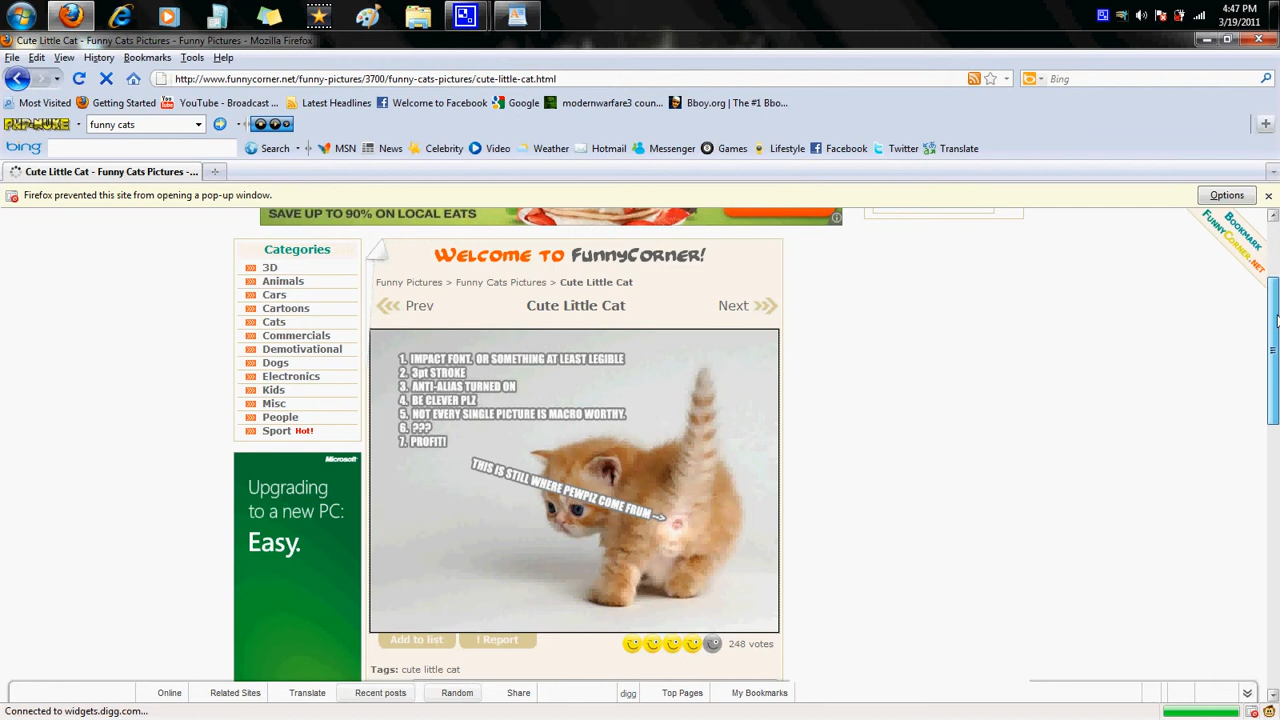 4:47 PM
3/19/2011
Cute Little Cat - Funny Cats Pictures - Funny Pictures - Mozilla Firefox
File Edit View History Bookmarks Tools Help
http://www.funnycorner.net/funny-pictures/3700/funny-cats-pictures/cute-little-cat.html
Bing
Most Visited Getting Started YouTube - Broadcast ... Latest Headlines Welcome to Facebook Google modernwarfare3 coun... Bboy.org | The #1 Bbo...
funny cats
bing Search MSN News Celebrity Video Weather Hotmail Messenger Games Lifestyle Facebook Twitter Translate
Cute Little Cat - Funny Cats Pictures -...
Firefox prevented this site from opening a pop-up window. Options
SAVE UP TO 90% ON LOCAL EATS
BOOKMARK
FUNNYCORNER.NET
Categories
3D
Animals
Cars
Cartoons
Cats
Commercials
Demotivational
Dogs
Electronics
Kids
Misc
People
Sport Hot!
WELCOME TO FUNNYCORNER!
Funny Pictures > Funny Cats Pictures > Cute Little Cat
Prev Cute Little Cat Next
1. IMPACT FONT, OR SOMETHING AT LEAST LEGIBLE
2. 3pt STROKE
3. ANTI-ALIAS TURNED ON
4. BE CLEVER PLZ
5. NOT EVERY SINGLE PICTURE IS MACRO WORTHY.
6. ???
7. PROFIT!
THIS IS STILL WHERE PEWPIZ COME FRUM -->
Microsoft
Upgrading
to a new PC:
Easy.
Add to list ! Report 248 votes
Tags: cute little cat
Online Related Sites Translate Recent posts Random Share digg Top Pages My Bookmarks
Connected to widgets.digg.com...